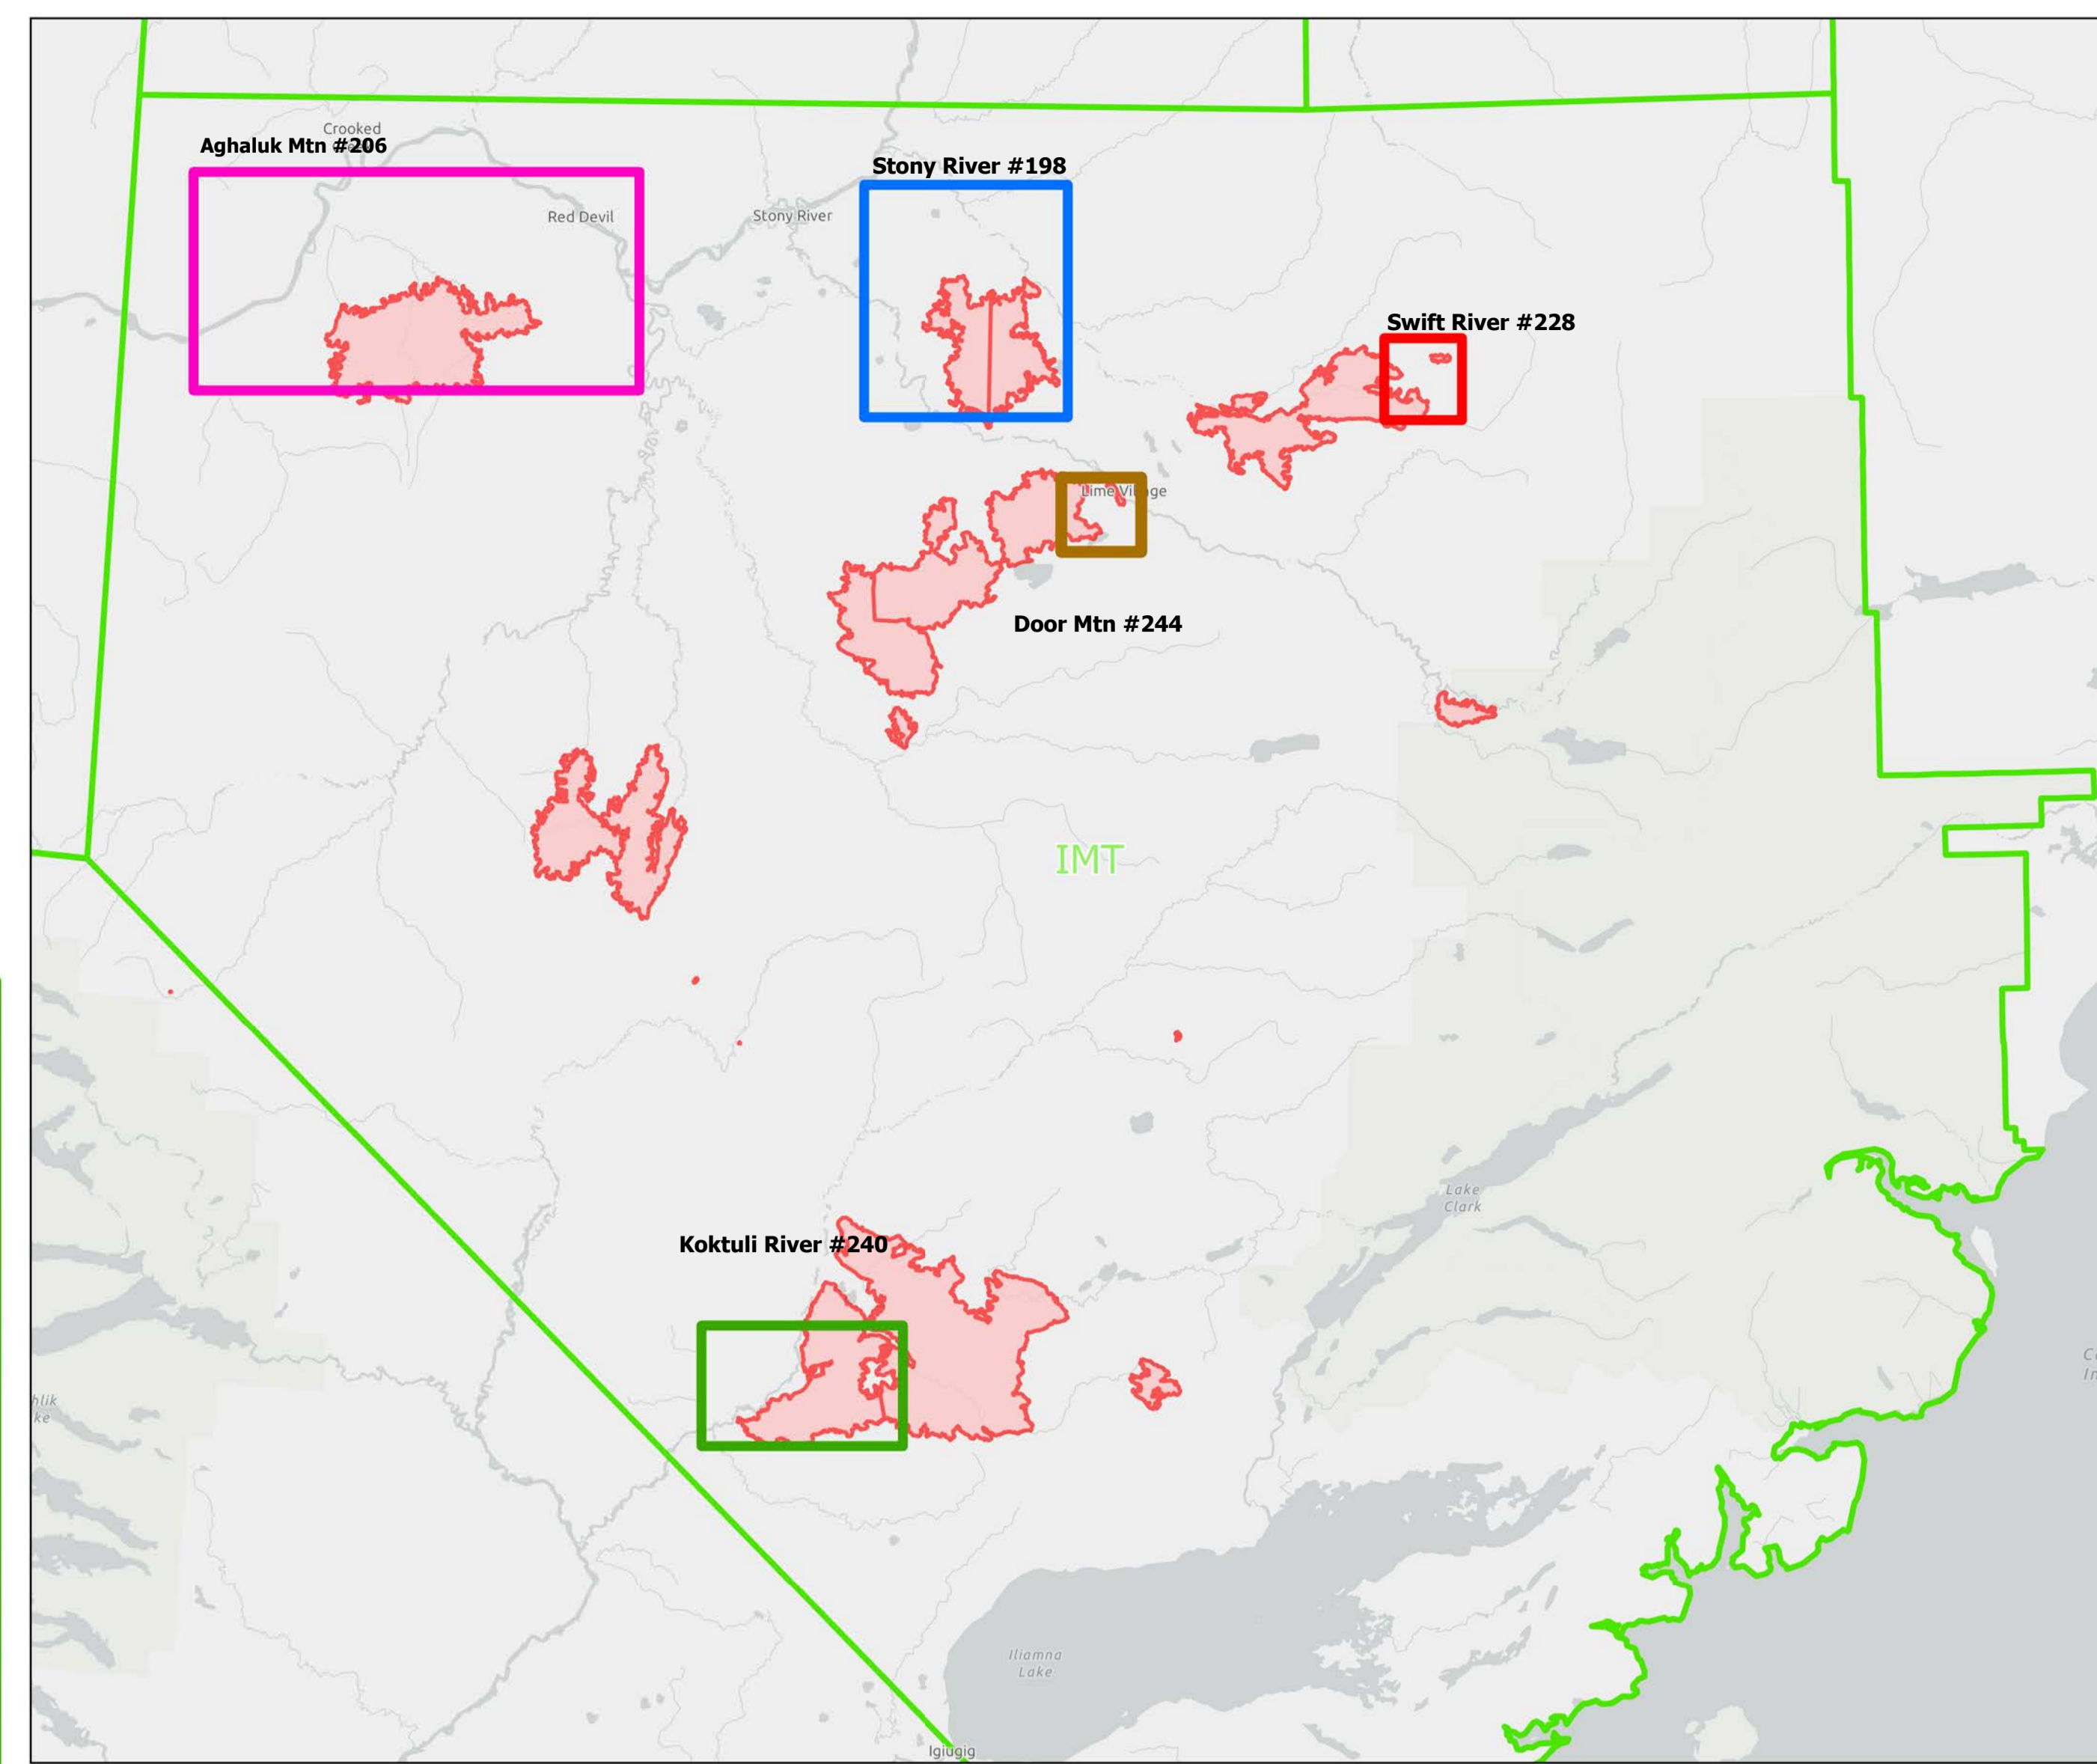 Crooked
Aghaluk Mtn #206
Stony River #198
Red Devil
Stony River
Swift River #228
Lime Village
Door Mtn #244
IMT
Lake
Clark
Koktuli River #240
Iliamna
Lake
Igiugig